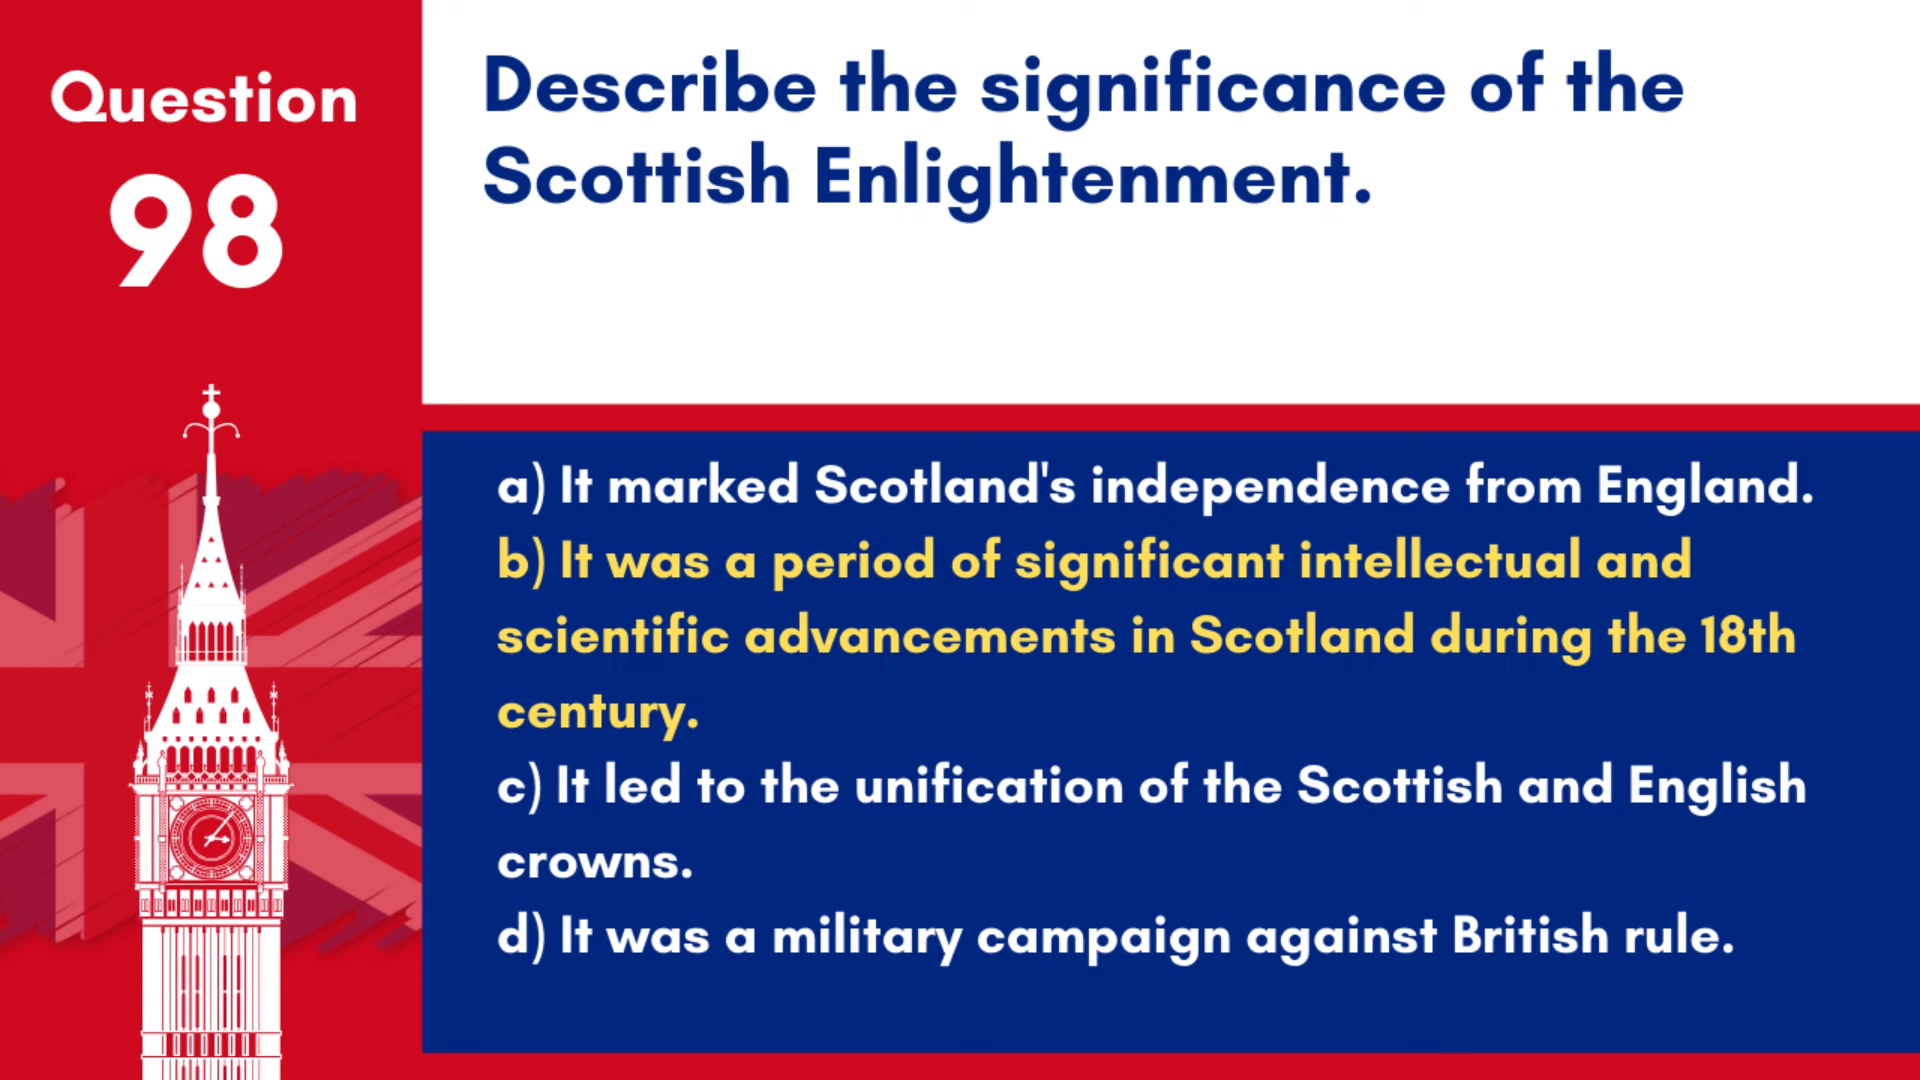 Question
98
Describe the significance of the
Scottish Enlightenment.
a) It marked Scotland's independence from England.
b) It was a period of significant intellectual and
scientific advancements in Scotland during the 18th
century.
c) It led to the unification of the Scottish and English
crowns.
d) It was a military campaign against British rule.